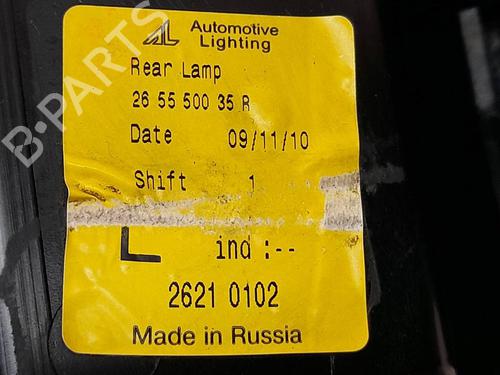 AL Automotive
Lighting
Rear Lamp
26 55 500 35 R
Date 09/11/10
Shift 1
L ind :--
2621 0102
Made in Russia
B-PARTS